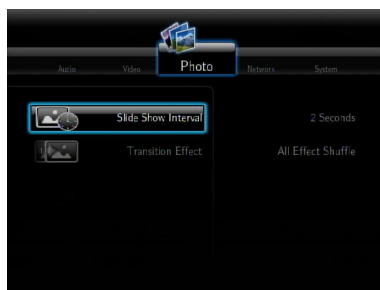 Audio Video Photo Network System
Slide Show Interval 2 Seconds
Transition Effect All Effect Shuffle